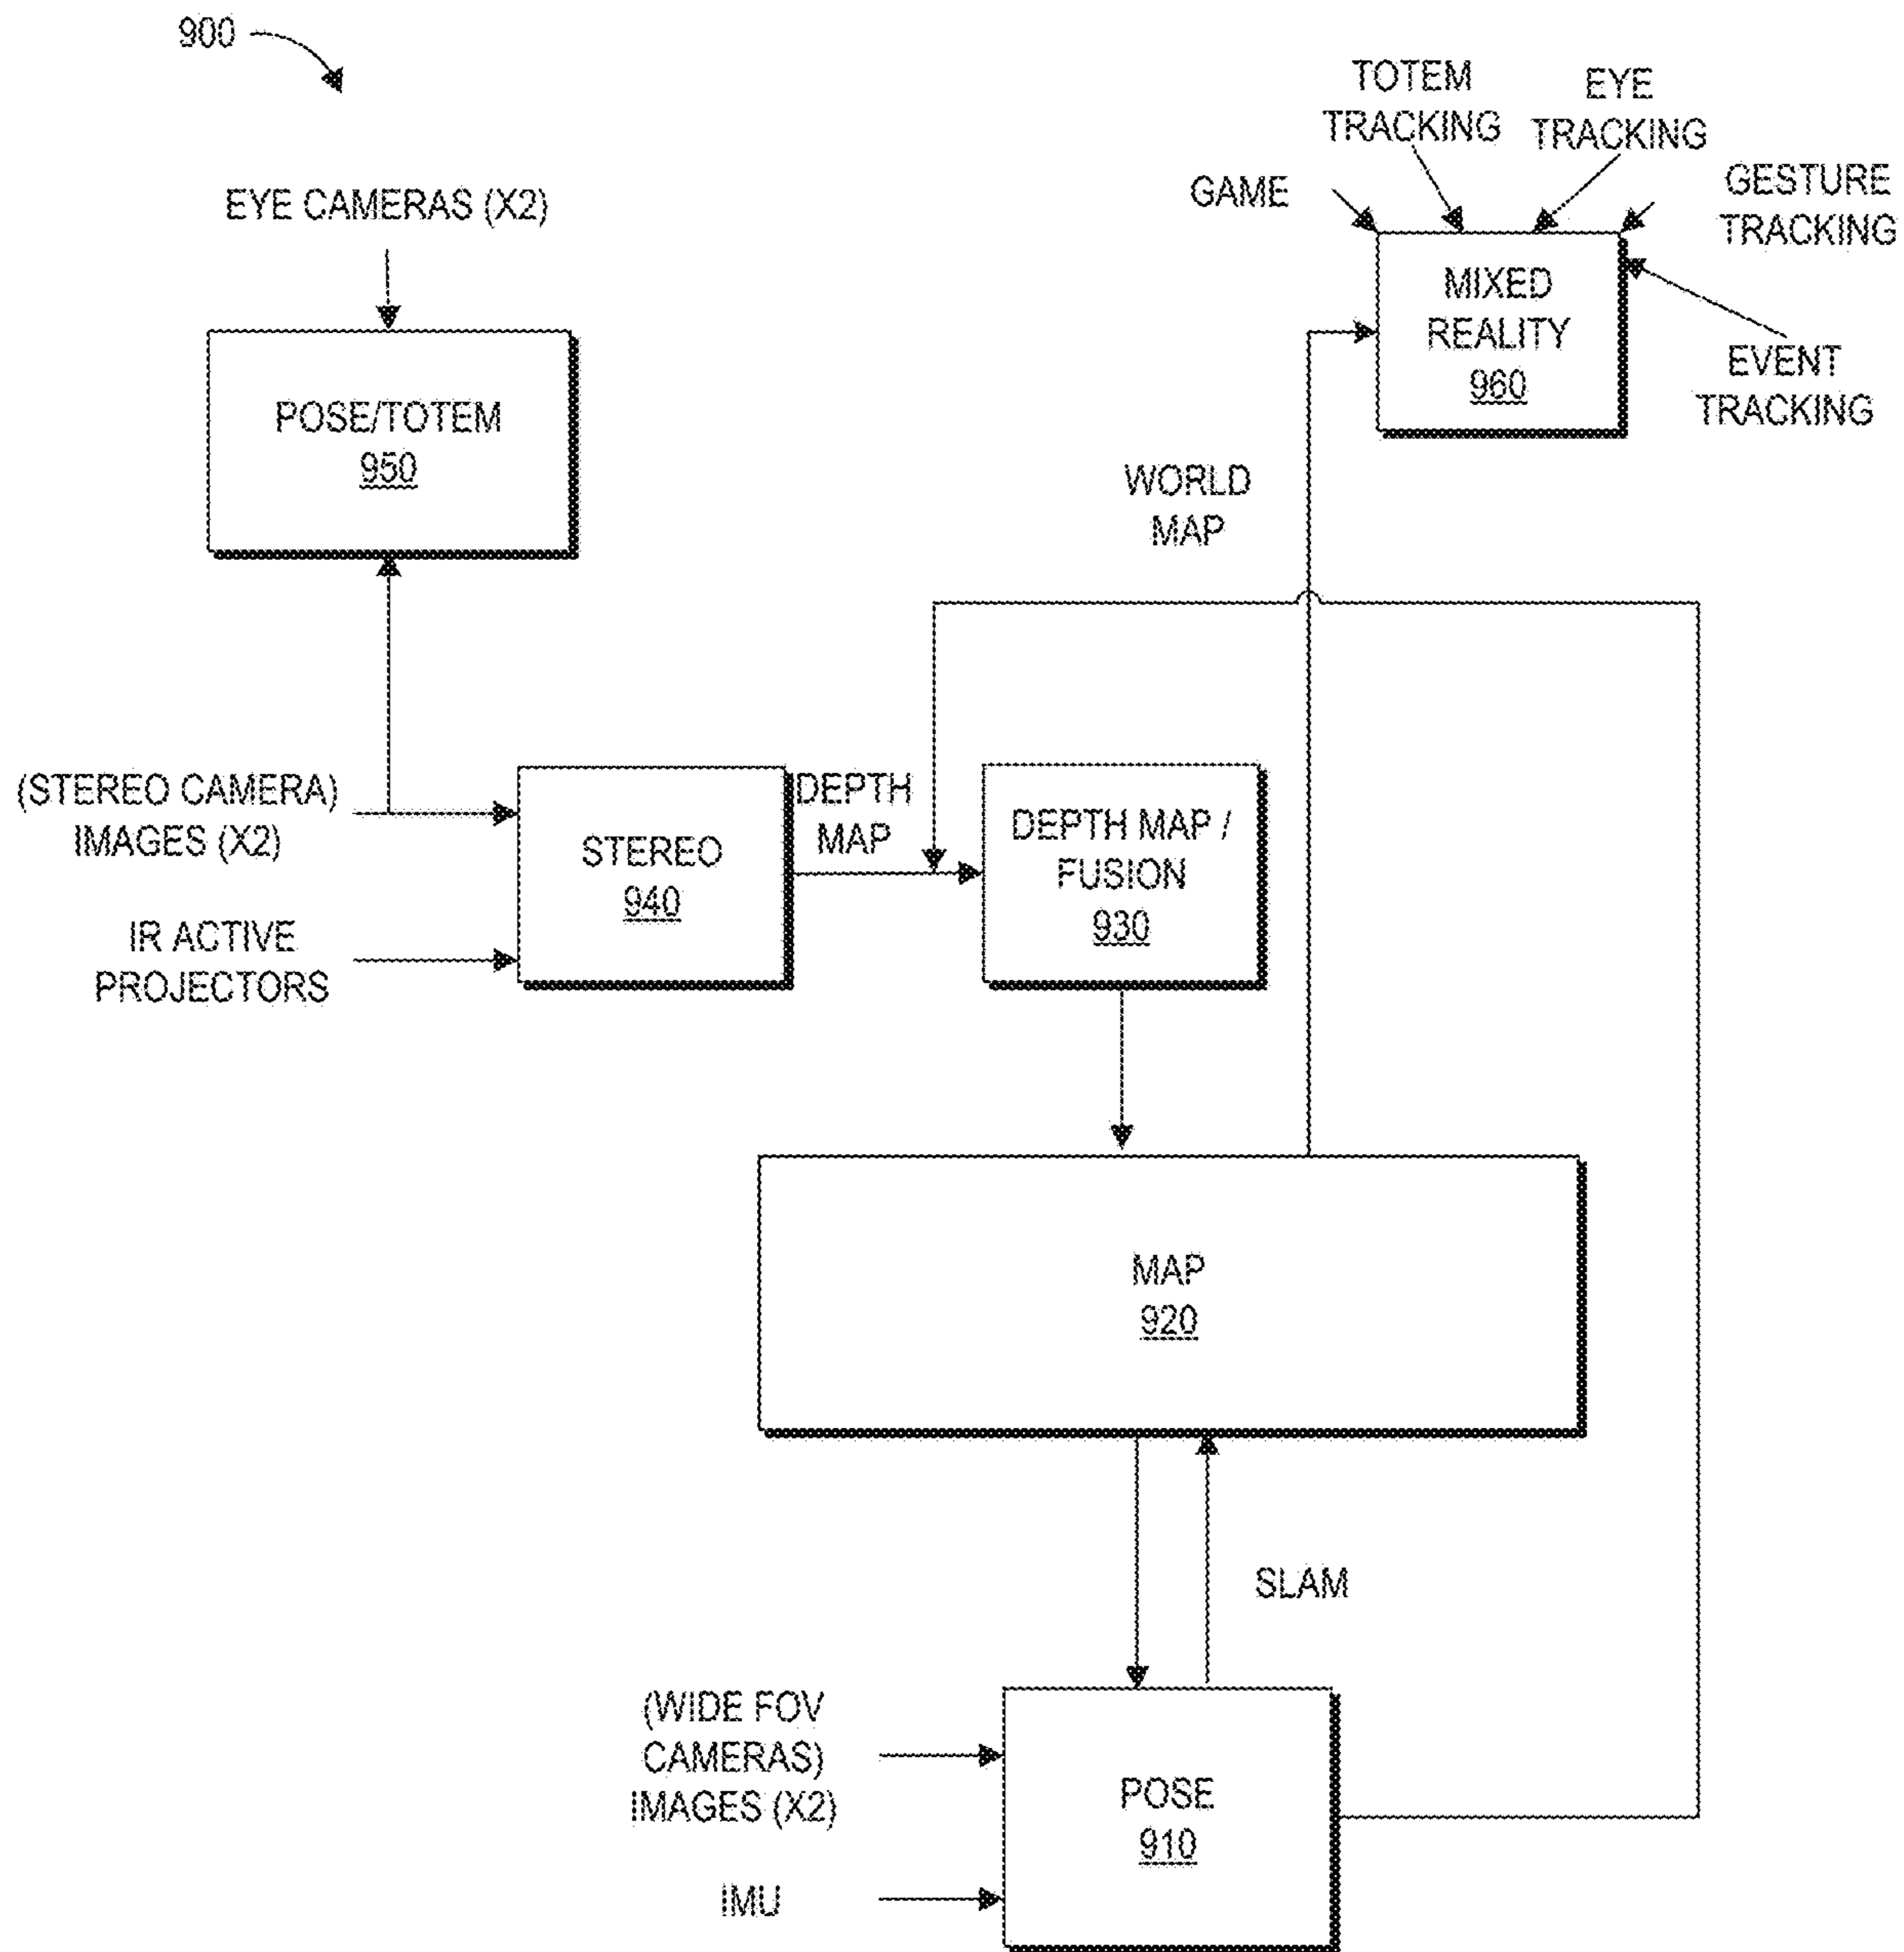 900
TOTEM
TRACKING
EYE
TRACKING
GAME
GESTURE
TRACKING
EYE CAMERAS (X2)
MIXED
REALITY
960
EVENT
TRACKING
POSE/TOTEM
950
WORLD
MAP
(STEREO CAMERA)
IMAGES (X2)
IR ACTIVE
PROJECTORS
STEREO
940
DEPTH
MAP
DEPTH MAP /
FUSION
930
MAP
920
SLAM
(WIDE FOV
CAMERAS)
IMAGES (X2)
IMU
POSE
910